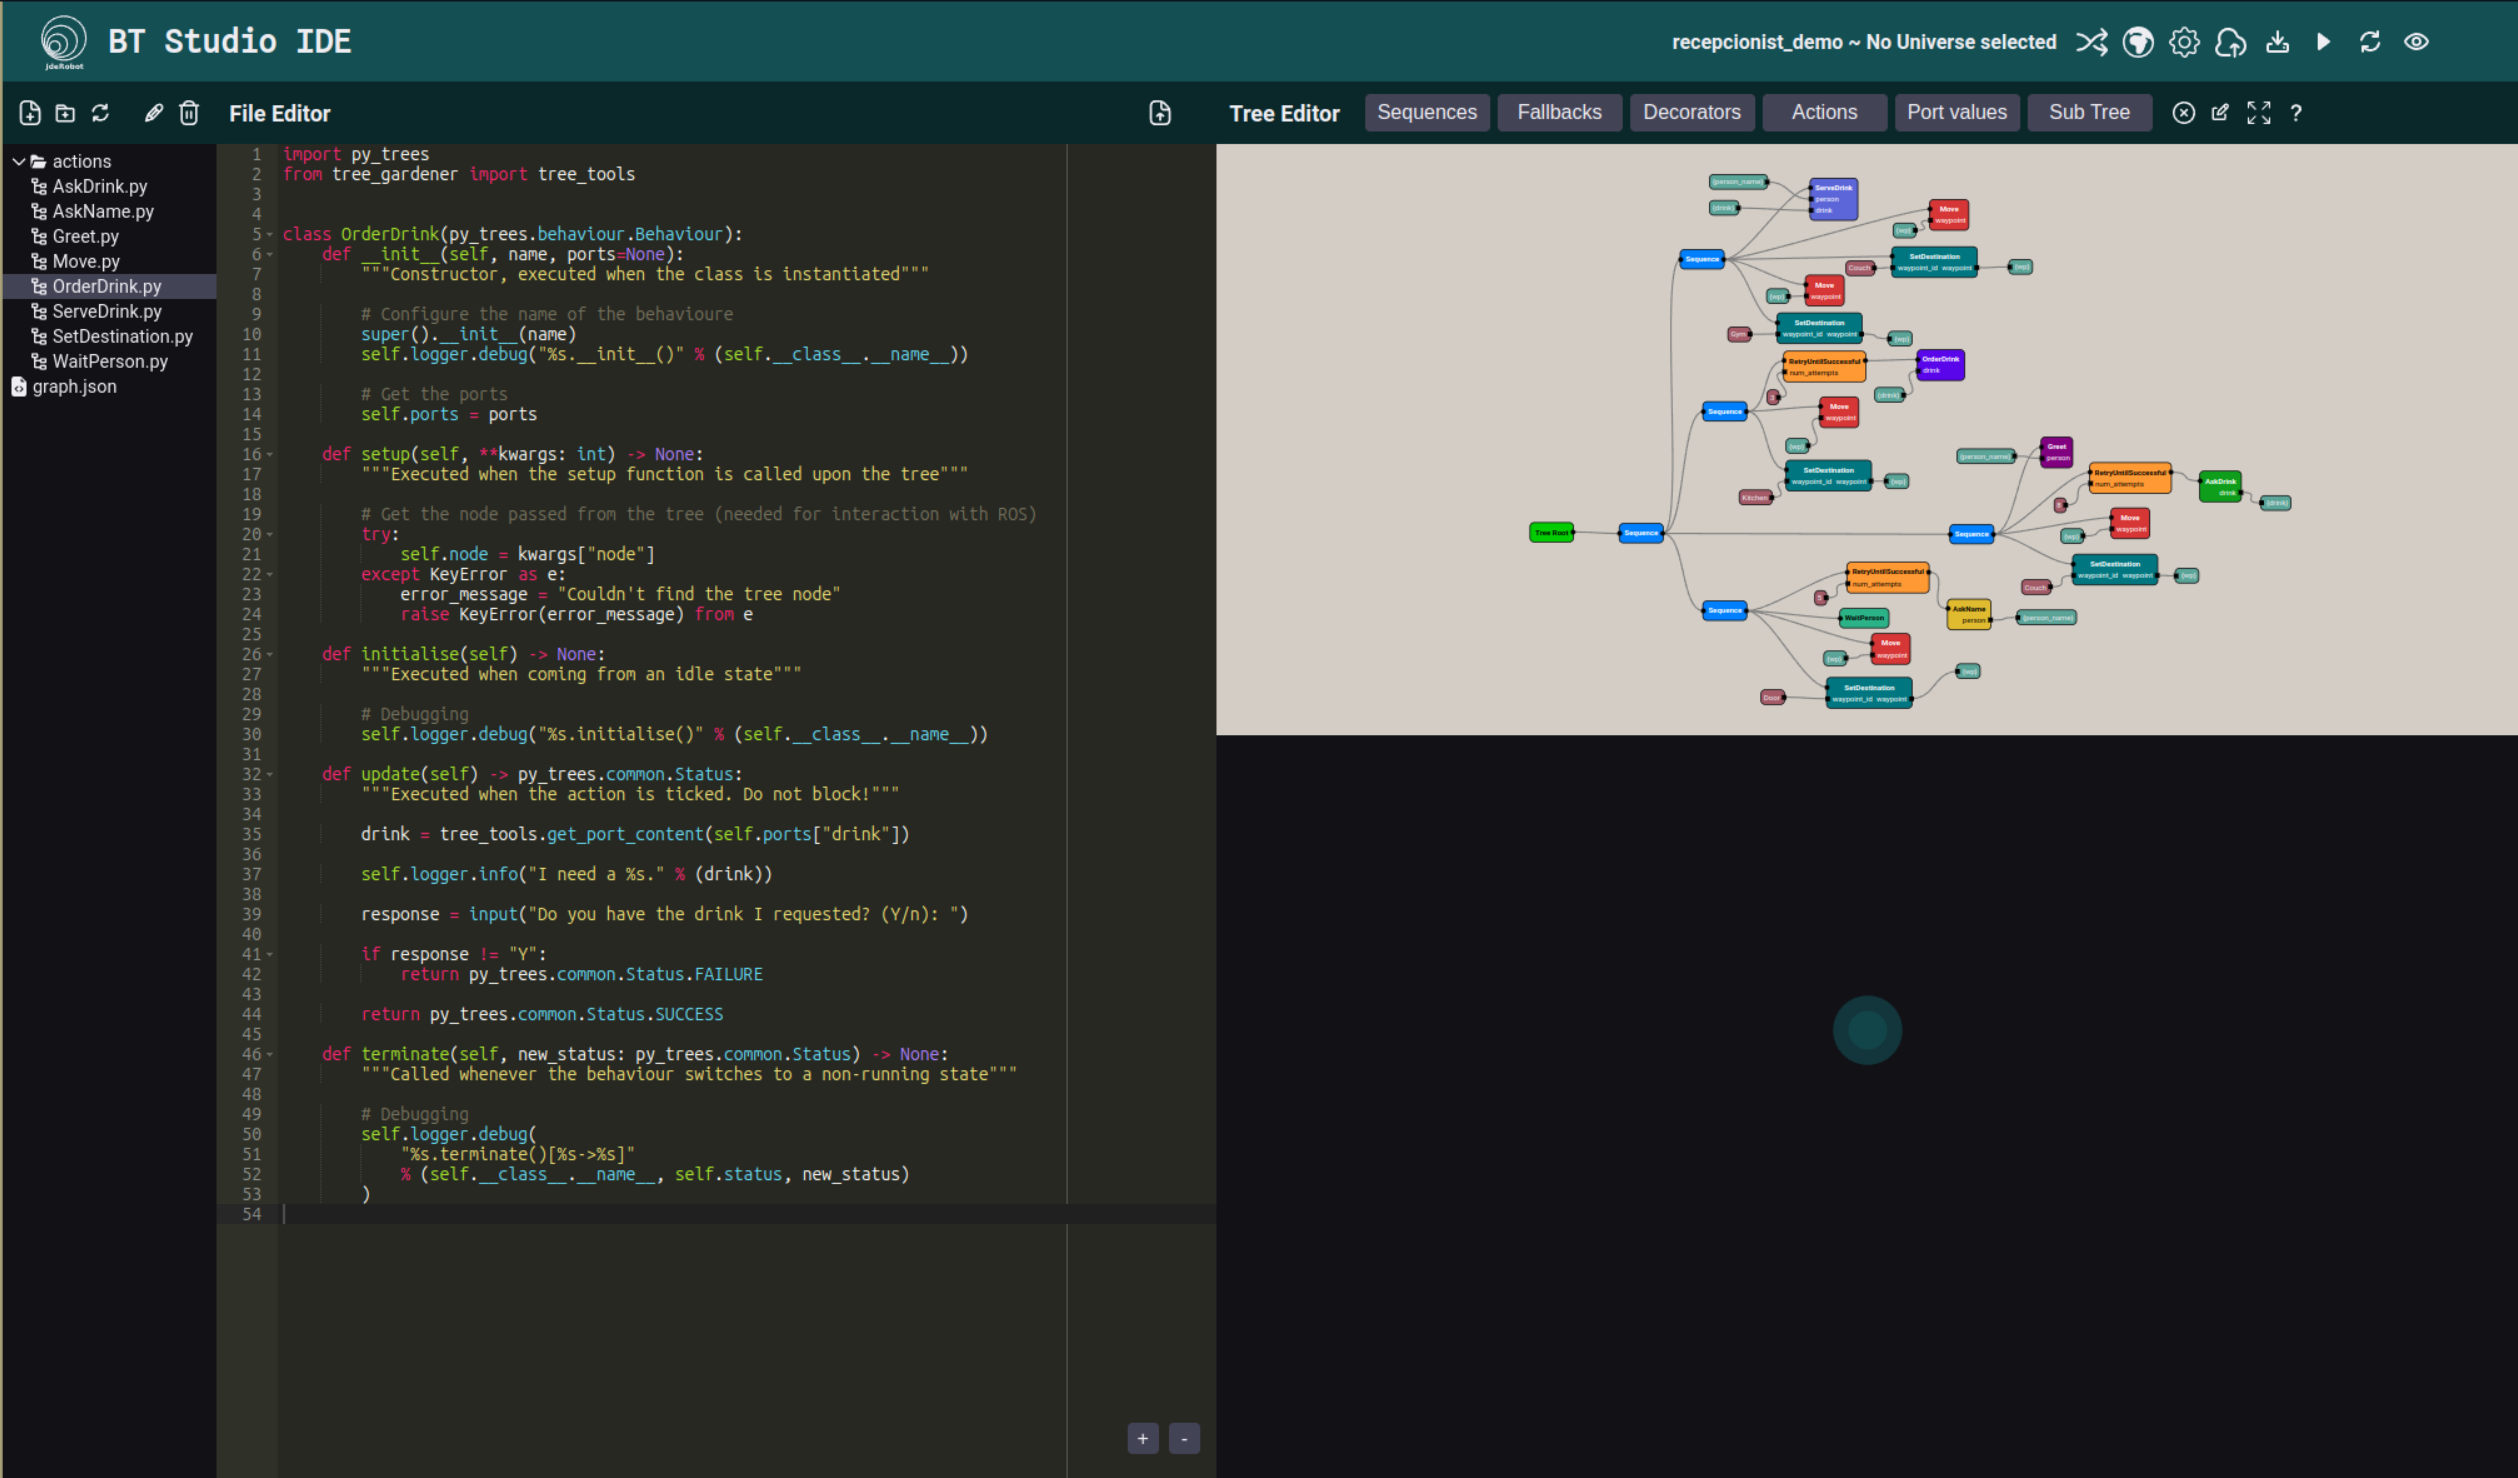 JdeRobot
BT Studio IDE
recepcionist_demo ~ No Universe selected
File Editor
Tree Editor
Sequences
Fallbacks
Decorators
Actions
Port values
Sub Tree
?
actions
AskDrink.py
AskName.py
Greet.py
Move.py
OrderDrink.py
ServeDrink.py
SetDestination.py
WaitPerson.py
graph.json
1 import py_trees
2 from tree_gardener import tree_tools
3
4
5 class OrderDrink(py_trees.behaviour.Behaviour):
6     def __init__(self, name, ports=None):
7         """Constructor, executed when the class is instantiated"""
8
9         # Configure the name of the behavioure
10         super().__init__(name)
11         self.logger.debug("%s.__init__()" % (self.__class__.__name__))
12
13         # Get the ports
14         self.ports = ports
15
16     def setup(self, **kwargs: int) -> None:
17         """Executed when the setup function is called upon the tree"""
18
19         # Get the node passed from the tree (needed for interaction with ROS)
20         try:
21             self.node = kwargs["node"]
22         except KeyError as e:
23             error_message = "Couldn't find the tree node"
24             raise KeyError(error_message) from e
25
26     def initialise(self) -> None:
27         """Executed when coming from an idle state"""
28
29         # Debugging
30         self.logger.debug("%s.initialise()" % (self.__class__.__name__))
31
32     def update(self) -> py_trees.common.Status:
33         """Executed when the action is ticked. Do not block!"""
34
35         drink = tree_tools.get_port_content(self.ports["drink"])
36
37         self.logger.info("I need a %s." % (drink))
38
39         response = input("Do you have the drink I requested? (Y/n): ")
40
41         if response != "Y":
42             return py_trees.common.Status.FAILURE
43
44         return py_trees.common.Status.SUCCESS
45
46     def terminate(self, new_status: py_trees.common.Status) -> None:
47         """Called whenever the behaviour switches to a non-running state"""
48
49         # Debugging
50         self.logger.debug(
51             "%s.terminate()[%s->%s]"
52             % (self.__class__.__name__, self.status, new_status)
53         )
54
+ -
{person_name}
ServeDrink
person
{drink}
drink
Move
waypoint
{wp}
Sequence
SetDestination
Couch
waypoint_id waypoint
{wp}
Move
{wp}
waypoint
SetDestination
Gym
waypoint_id waypoint
{wp}
RetryUntilSuccessful
num_attempts
OrderDrink
drink
3
{drink}
Sequence
Move
waypoint
{wp}
SetDestination
waypoint_id waypoint
{wp}
Kitchen
Greet
person
{person_name}
RetryUntilSuccessful
num_attempts
AskDrink
drink
{drink}
Move
waypoint
{wp}
Tree Root
Sequence
Sequence
SetDestination
waypoint_id waypoint
{wp}
Couch
RetryUntilSuccessful
num_attempts
Sequence
WaitPerson
AskName
person
{person_name}
Move
waypoint
{wp}
SetDestination
Door
waypoint_id waypoint
{wp}